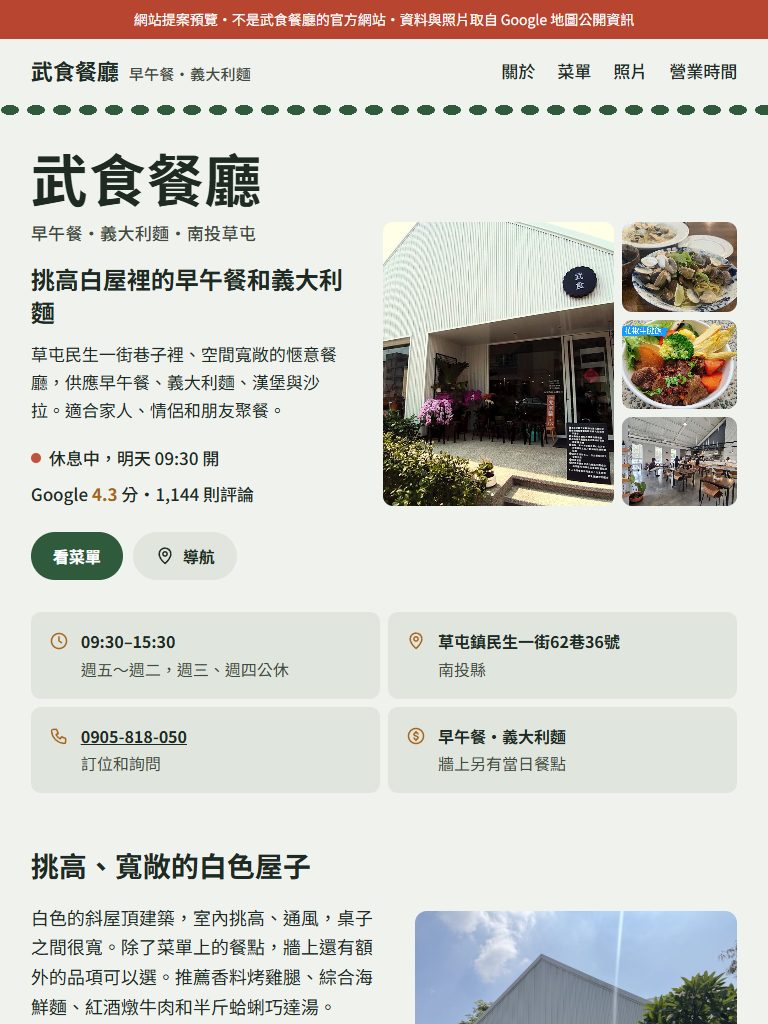 網站提案預覽・不是武食餐廳的官方網站・資料與照片取自 Google 地圖公開資訊
武食餐廳 早午餐・義大利麵
關於 菜單 照片 營業時間
武食餐廳
早午餐・義大利麵・南投草屯
挑高白屋裡的早午餐和義大利
麵
草屯民生一街巷子裡、空間寬敞的愜意餐
廳，供應早午餐、義大利麵、漢堡與沙
拉。適合家人、情侶和朋友聚餐。
休息中，明天 09:30 開
Google 4.3 分・1,144 則評論
看菜單
導航
武食
09:30–15:30
週五～週二，週三、週四公休
草屯鎮民生一街62巷36號
南投縣
0905-818-050
訂位和詢問
早午餐・義大利麵
牆上另有當日餐點
挑高、寬敞的白色屋子
白色的斜屋頂建築，室內挑高、通風，桌子
之間很寬。除了菜單上的餐點，牆上還有額
外的品項可以選。推薦香料烤雞腿、綜合海
鮮麵、紅酒燉牛肉和半斤蛤蜊巧達湯。